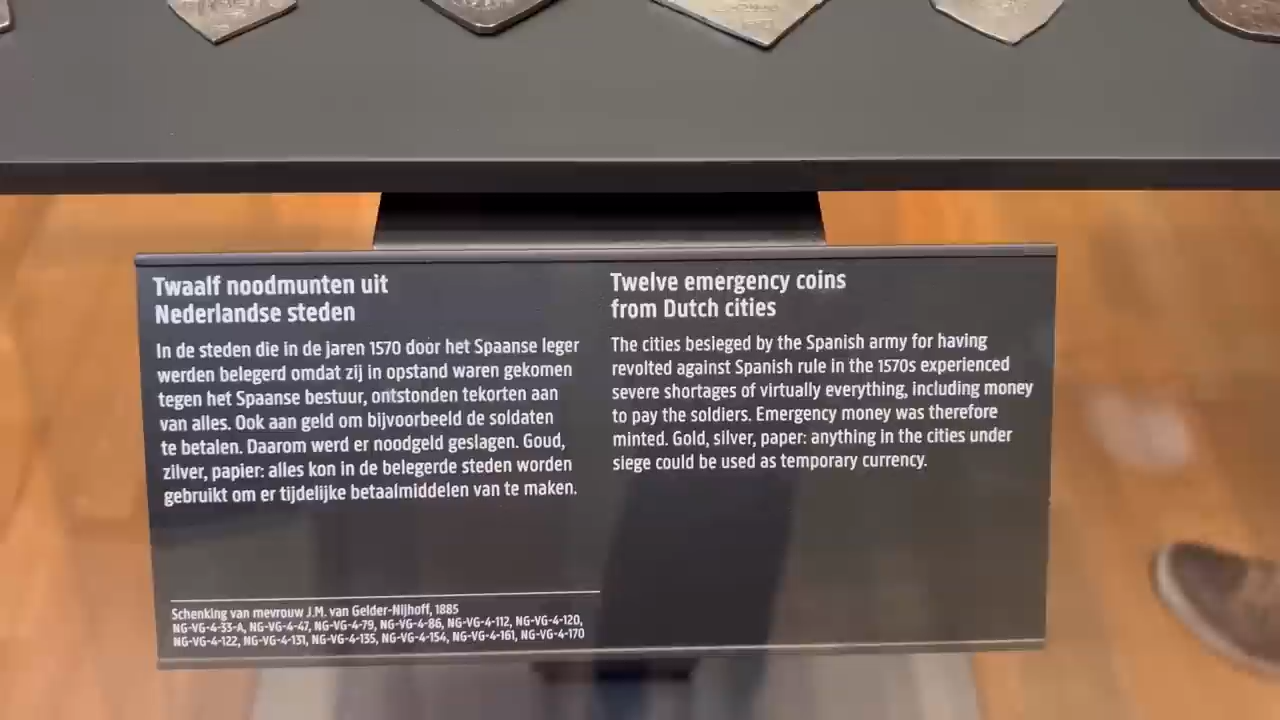 Twaalf noodmunten uit
Nederlandse steden
In de steden die in de jaren 1570 door het Spaanse leger
werden belegerd omdat zij in opstand waren gekomen
tegen het Spaanse bestuur, ontstonden tekorten aan
van alles. Ook aan geld om bijvoorbeeld de soldaten
te betalen. Daarom werd er noodgeld geslagen. Goud,
zilver, papier: alles kon in de belegerde steden worden
gebruikt om er tijdelijke betaalmiddelen van te maken.
Schenking van mevrouw J.M. van Gelder-Nijhoff, 1885
NG-VG-4-33-A, NG-VG-4-47, NG-VG-4-79, NG-VG-4-86, NG-VG-4-112, NG-VG-4-120,
NG-VG-4-122, NG-VG-4-131, NG-VG-4-135, NG-VG-4-154, NG-VG-4-161, NG-VG-4-170
Twelve emergency coins
from Dutch cities
The cities besieged by the Spanish army for having
revolted against Spanish rule in the 1570s experienced
severe shortages of virtually everything, including money
to pay the soldiers. Emergency money was therefore
minted. Gold, silver, paper: anything in the cities under
siege could be used as temporary currency.